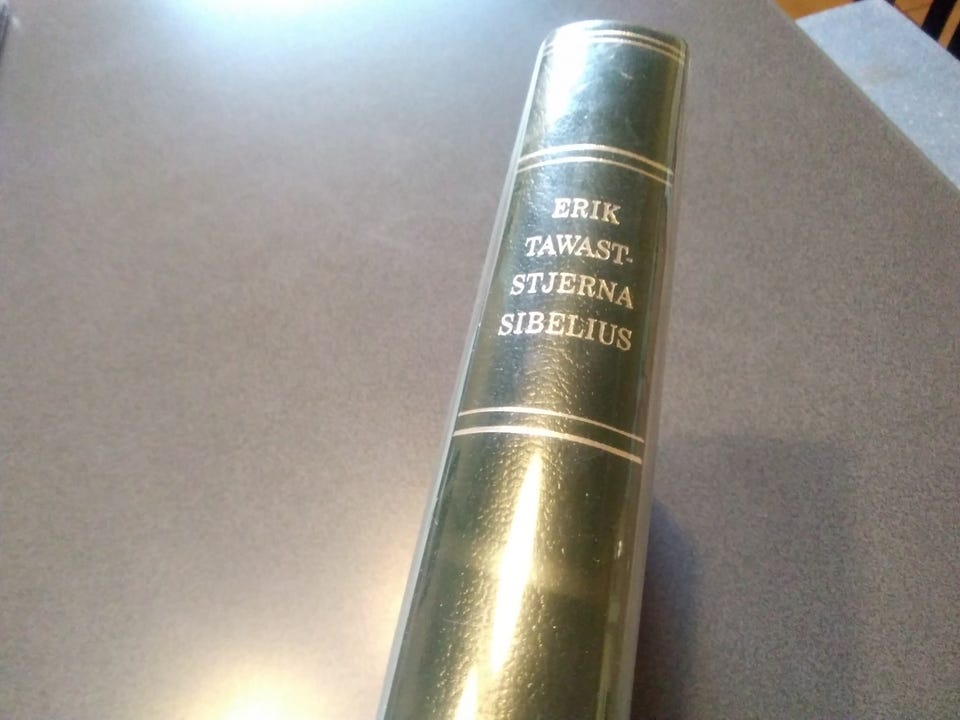 ERIK
TAWAST-
STJERNA
SIBELIUS